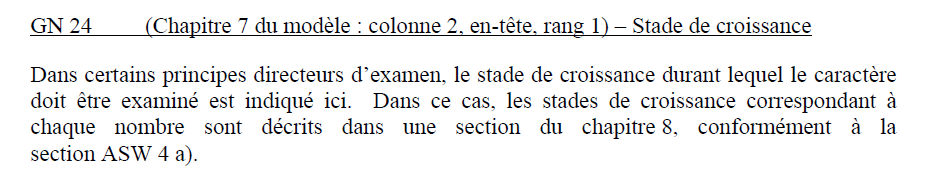 GN 24 (Chapitre 7 du modèle : colonne 2, en-tête, rang 1) – Stade de croissance
Dans certains principes directeurs d’examen, le stade de croissance durant lequel le caractère
doit être examiné est indiqué ici. Dans ce cas, les stades de croissance correspondant à
chaque nombre sont décrits dans une section du chapitre 8, conformément à la
section ASW 4 a).